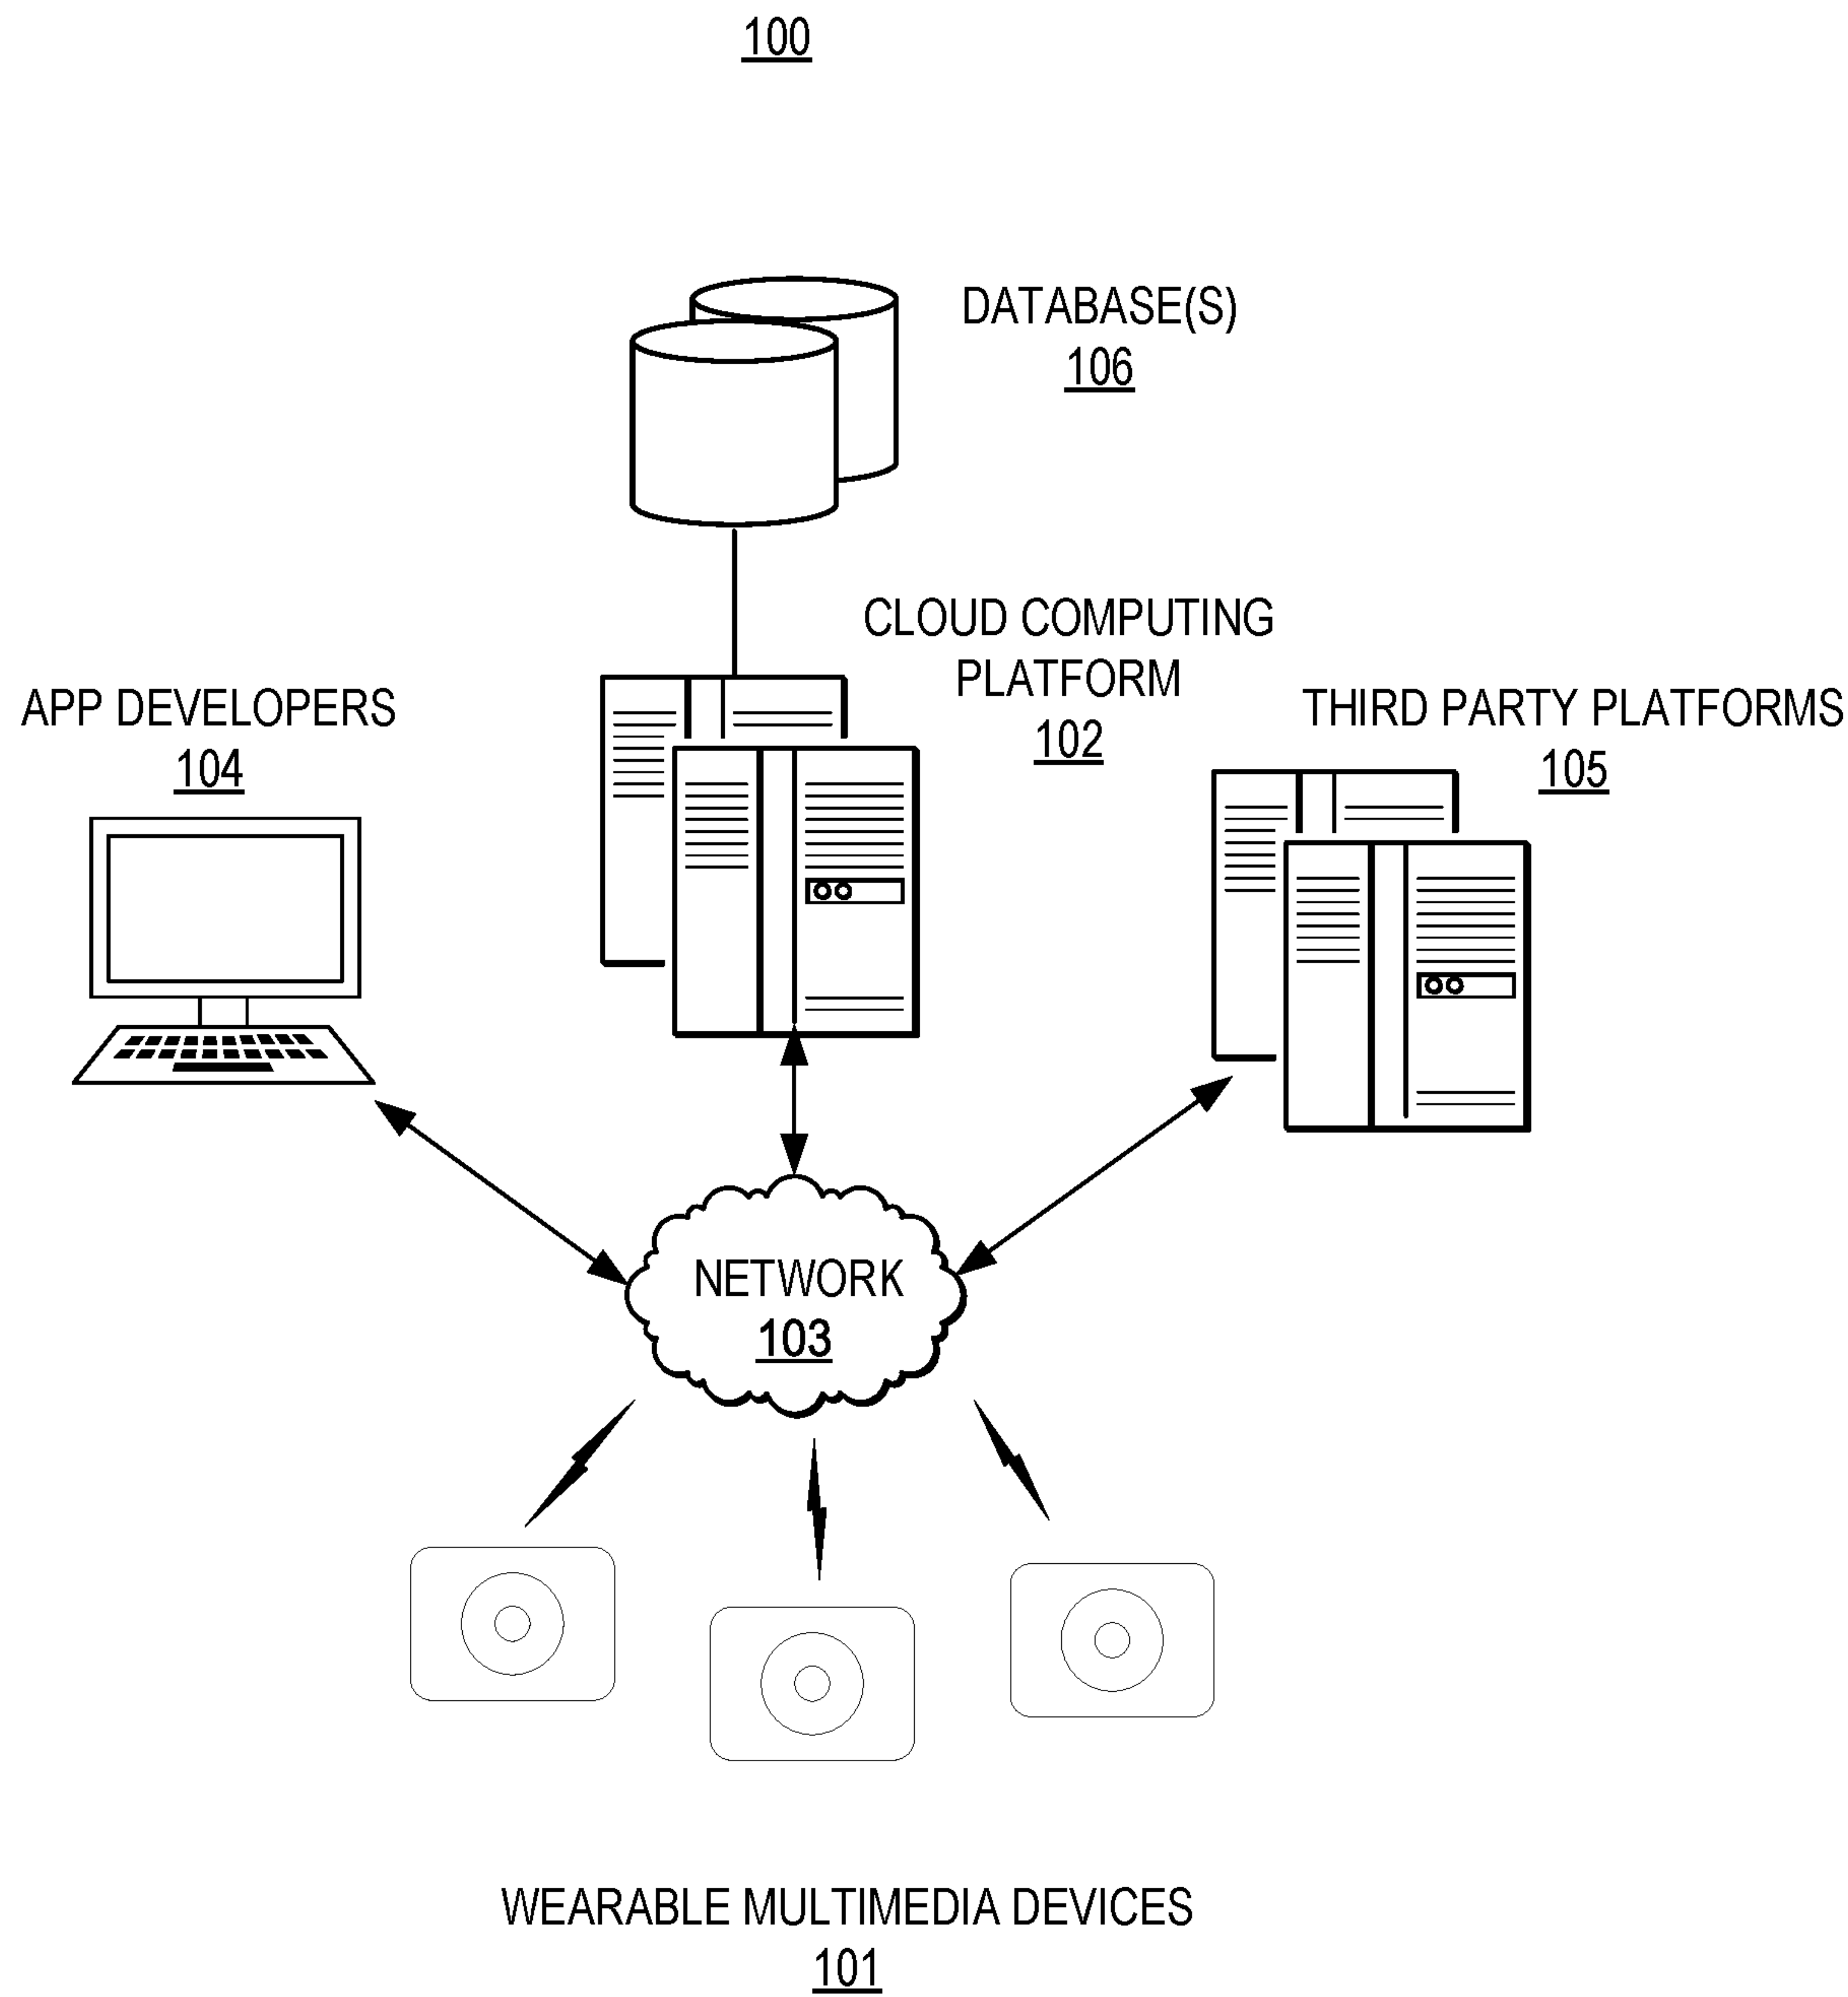 100
DATABASE(S)
106
CLOUD COMPUTING
PLATFORM
102
APP DEVELOPERS
104
THIRD PARTY PLATFORMS
105
NETWORK
103
WEARABLE MULTIMEDIA DEVICES
101